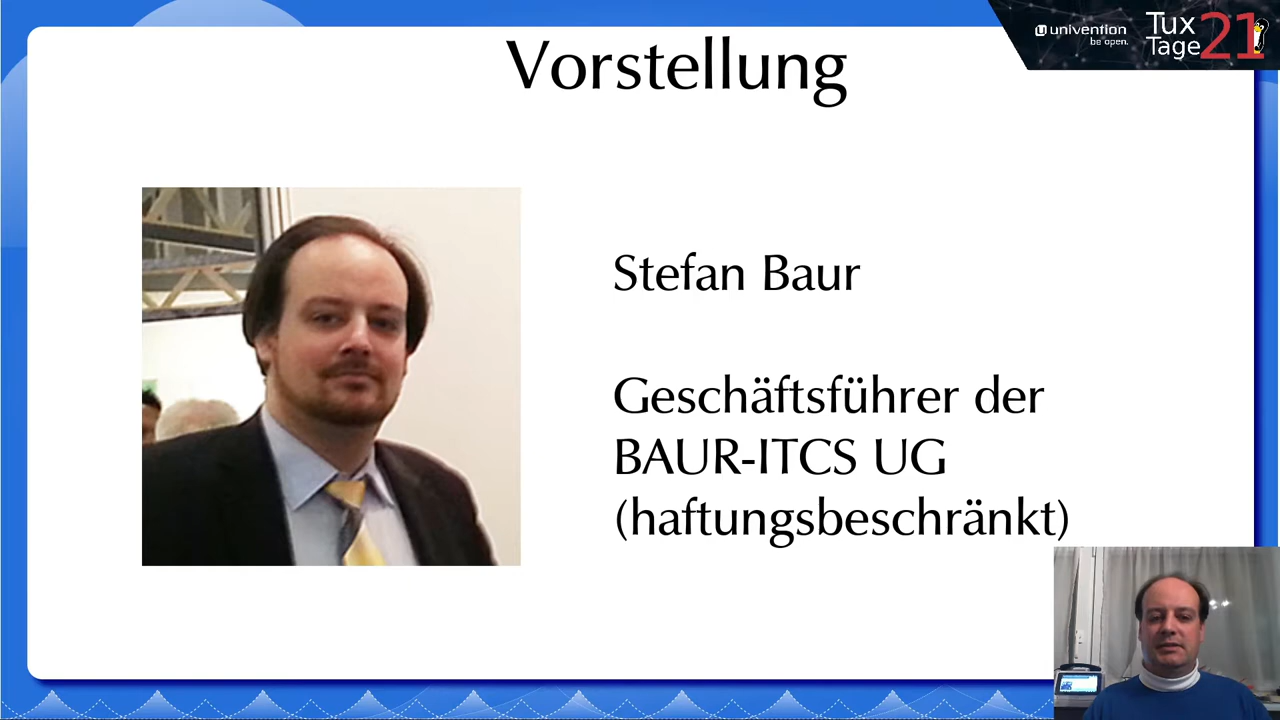 Vorstellung
univention
be open.
Tux
Tage
21
Stefan Baur
Geschäftsführer der
BAUR-ITCS UG
(haftungsbeschränkt)